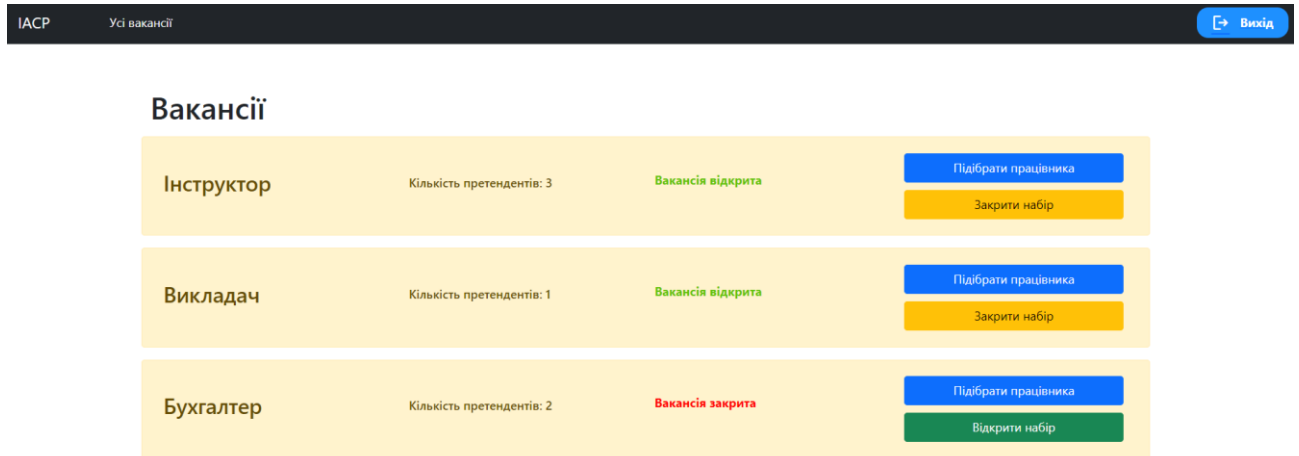 IACP Усі вакансії Вихід
Вакансії
Інструктор Кількість претендентів: 3 Вакансія відкрита Підібрати працівника
Закрити набір
Викладач Кількість претендентів: 1 Вакансія відкрита Підібрати працівника
Закрити набір
Бухгалтер Кількість претендентів: 2 Вакансія закрита Підібрати працівника
Відкрити набір